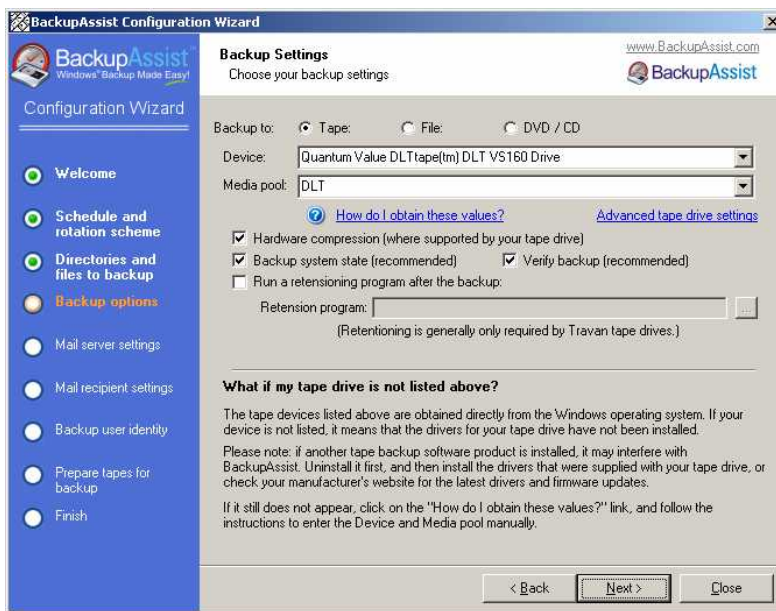 BackupAssist Configuration Wizard
BackupAssist™
Windows® Backup Made Easy!
Configuration Wizard
Welcome
Schedule and
rotation scheme
Directories and
files to backup
Backup options
Mail server settings
Mail recipient settings
Backup user identity
Prepare tapes for
backup
Finish
Backup Settings
Choose your backup settings
www.BackupAssist.com
BackupAssist
Backup to: Tape: File: DVD / CD
Device: Quantum Value DLTtape(tm) DLT VS160 Drive
Media pool: DLT
How do I obtain these values? Advanced tape drive settings
Hardware compression (where supported by your tape drive)
Backup system state (recommended) Verify backup (recommended)
Run a retensioning program after the backup:
Retension program: ...
(Retentioning is generally only required by Travan tape drives.)
What if my tape drive is not listed above?
The tape devices listed above are obtained directly from the Windows operating system. If your
device is not listed, it means that the drivers for your tape drive have not been installed.
Please note: if another tape backup software product is installed, it may interfere with
BackupAssist. Uninstall it first, and then install the drivers that were supplied with your tape drive, or
check your manufacturer's website for the latest drivers and firmware updates.
If it still does not appear, click on the "How do I obtain these values?" link, and follow the
instructions to enter the Device and Media pool manually.
< Back Next > Close